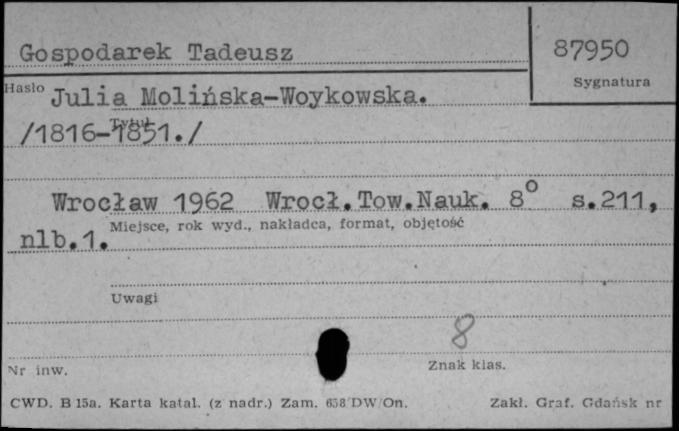 Gospodarek Tadeusz
87950
Sygnatura
Hasło
Julia Molińska-Woykowska.
Tytuł
/1816-1851./
Wrocław 1962 Wrocł.Tow.Nauk. 8° s.211,
Miejsce, rok wyd., nakładca, format, objętość
nlb.1.
Uwagi
8
Nr inw.
Znak klas.
CWD. B 15a. Karta katal. (z nadr.) Zam. 658/DW/On.
Zakł. Graf. Gdańsk nr